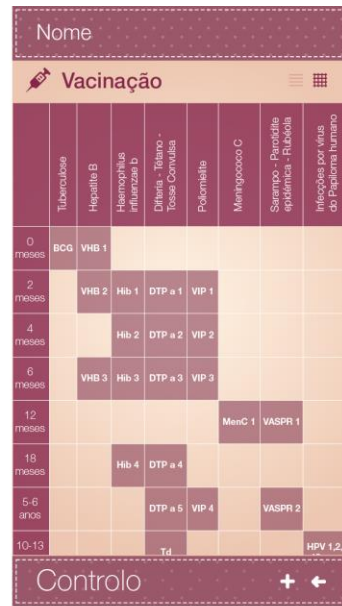 Nome
Vacinação
Tuberculose
Hepatite B
Haemophilus
influenzae b
Difteria - Tétano -
Tosse Convulsa
Poliomielite
Meningococo C
Sarampo - Parotidite
epidémica - Rubéola
Infecções por vírus
do Papiloma humano
0
meses
BCG VHB 1
2
meses
VHB 2 Hib 1 DTP a 1 VIP 1
4
meses
Hib 2 DTP a 2 VIP 2
6
meses
VHB 3 Hib 3 DTP a 3 VIP 3
12
meses
MenC 1 VASPR 1
18
meses
Hib 4 DTP a 4
5-6
anos
DTP a 5 VIP 4 VASPR 2
10-13
Td
HPV 1,2,
Controlo